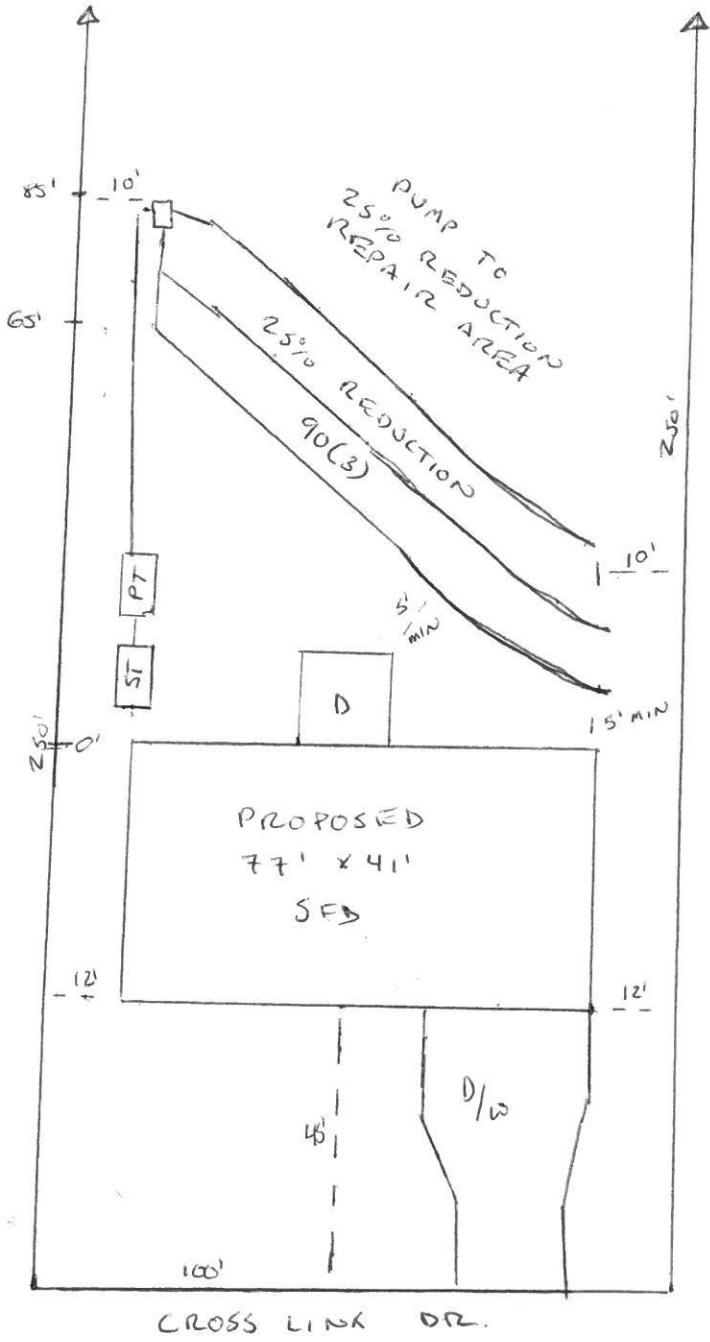 85'
10'
PUMP TO
25% REDUCTION
REPAIR AREA
65'
25% REDUCTION
90(3)
250'
10'
5'
MIN
PT
ST
D
15' MIN
250'
0'
PROPOSED
77' x 41'
SFD
12'
12'
D/W
100'
CROSS LINK DR.